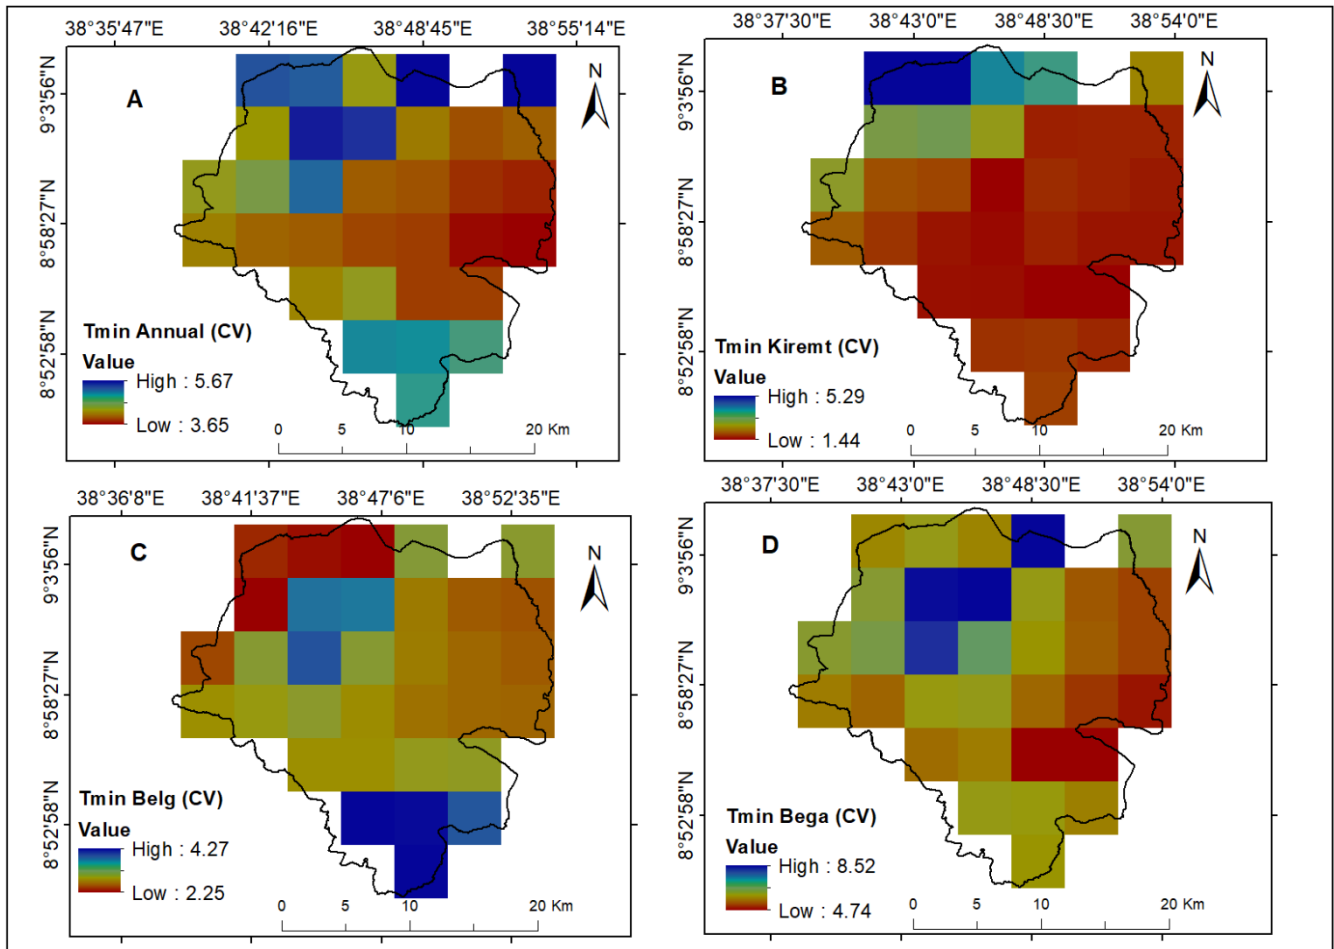 38°35'47"E 38°42'16"E 38°48'45"E 55°55'14"E
A
N
9°3'56"N
8°58'27"N
8°52'58"N
Tmin Annual (CV)
Value
High : 5.67
Low : 3.65
0 5 10 20 Km
38°37'30"E 38°43'0"E 38°48'30"E 38°54'0"E
B
N
9°3'56"N
8°58'27"N
8°52'58"N
Tmin Kiremt (CV)
Value
High : 5.29
Low : 1.44
0 5 10 20 Km
38°36'8"E 38°41'37"E 38°47'6"E 38°52'35"E
C
N
9°3'56"N
8°58'27"N
8°52'58"N
Tmin Belg (CV)
Value
High : 4.27
Low : 2.25
0 5 10 20 Km
38°37'30"E 38°43'0"E 38°48'30"E 38°54'0"E
D
N
9°3'56"N
8°58'27"N
8°52'58"N
Tmin Bega (CV)
Value
High : 8.52
Low : 4.74
0 5 10 20 Km